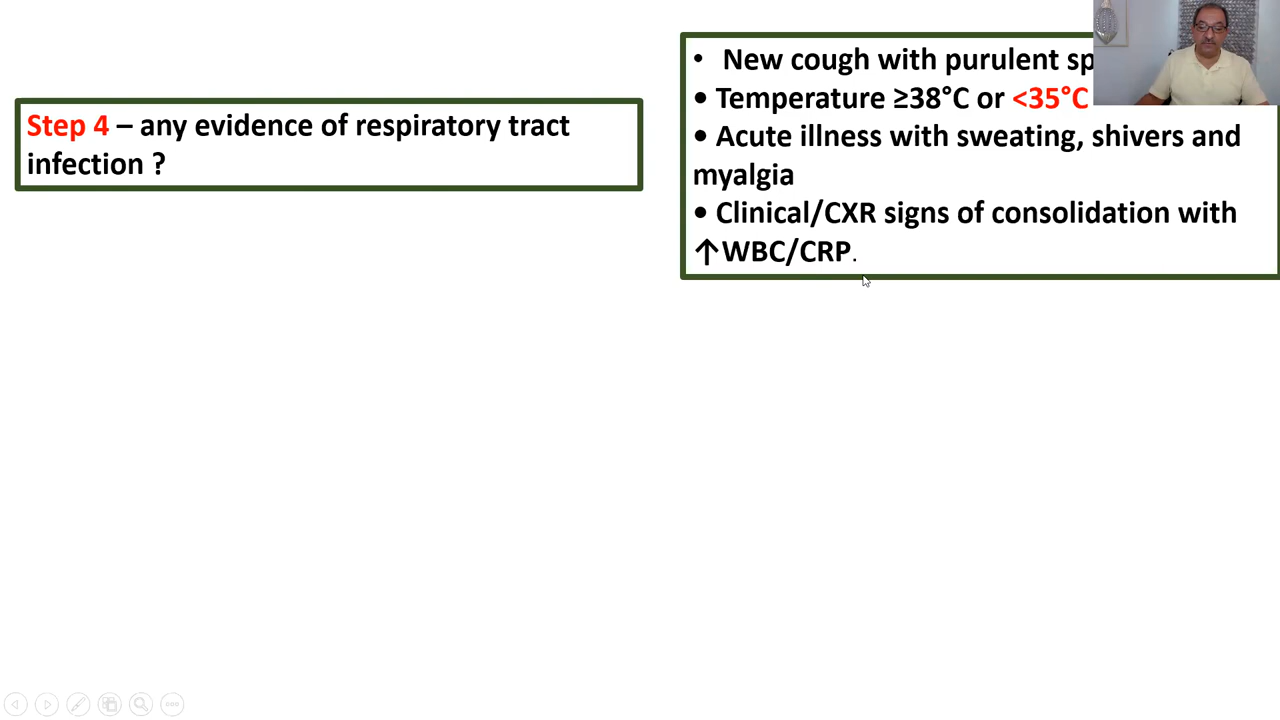 Step 4 – any evidence of respiratory tract
infection ?
• New cough with purulent
• Temperature ≥38°C or <35°C
• Acute illness with sweating, shivers and
myalgia
• Clinical/CXR signs of consolidation with
↑WBC/CRP.